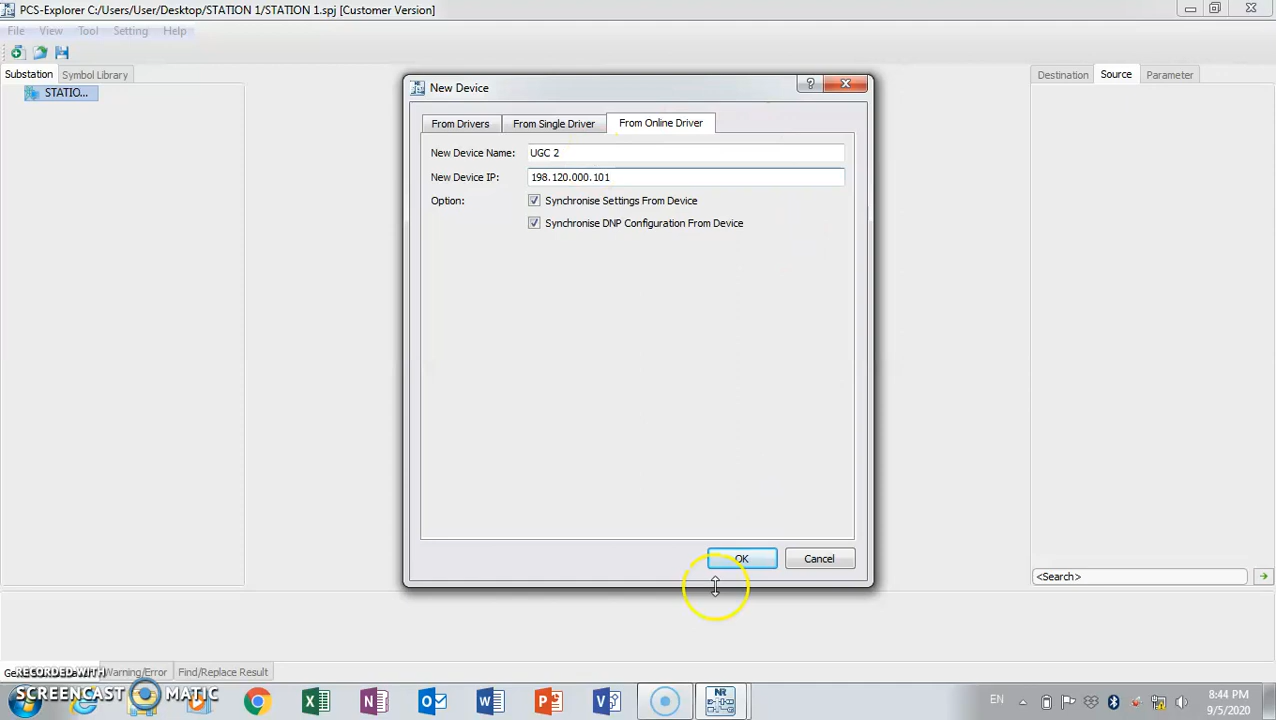 PCS-Explorer C:/Users/User/Desktop/STATION 1/STATION 1.spj [Customer Version]
File View Tool Setting Help
Substation Symbol Library
STATIO...
New Device
From Drivers From Single Driver From Online Driver
New Device Name: UGC 2
New Device IP: 198.120.000.101
Option: Synchronise Settings From Device
Synchronise DNP Configuration From Device
OK Cancel
Destination Source Parameter
<Search>
Warning/Error Find/Replace Result
RECORDED WITH
SCREENCAST MATIC
NR
EN
8:44 PM
9/5/2020